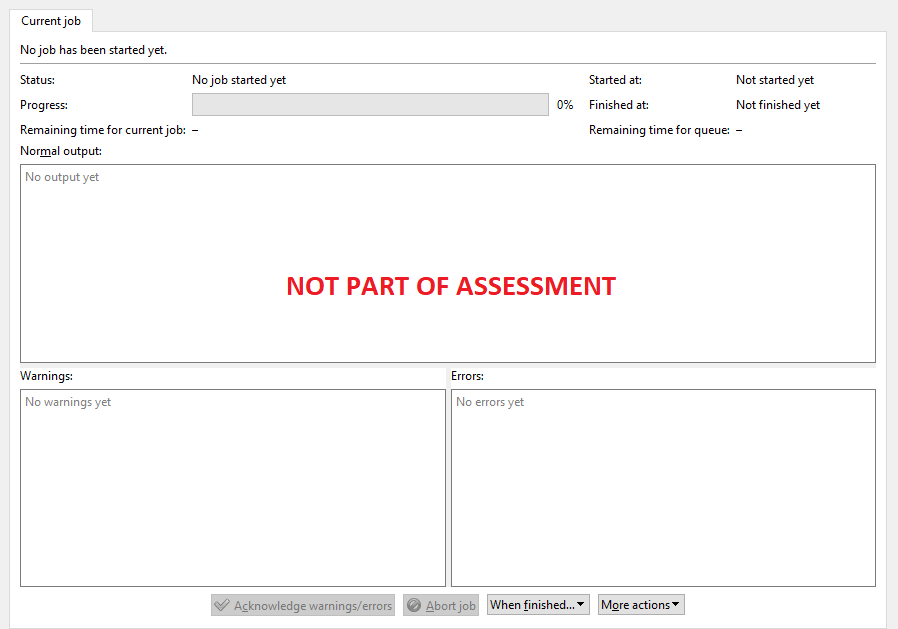 Current job
No job has been started yet.
Status: No job started yet Started at: Not started yet
Progress: 0% Finished at: Not finished yet
Remaining time for current job: – Remaining time for queue: –
Normal output:
No output yet
NOT PART OF ASSESSMENT
Warnings: Errors:
No warnings yet No errors yet
Acknowledge warnings/errors Abort job When finished... More actions